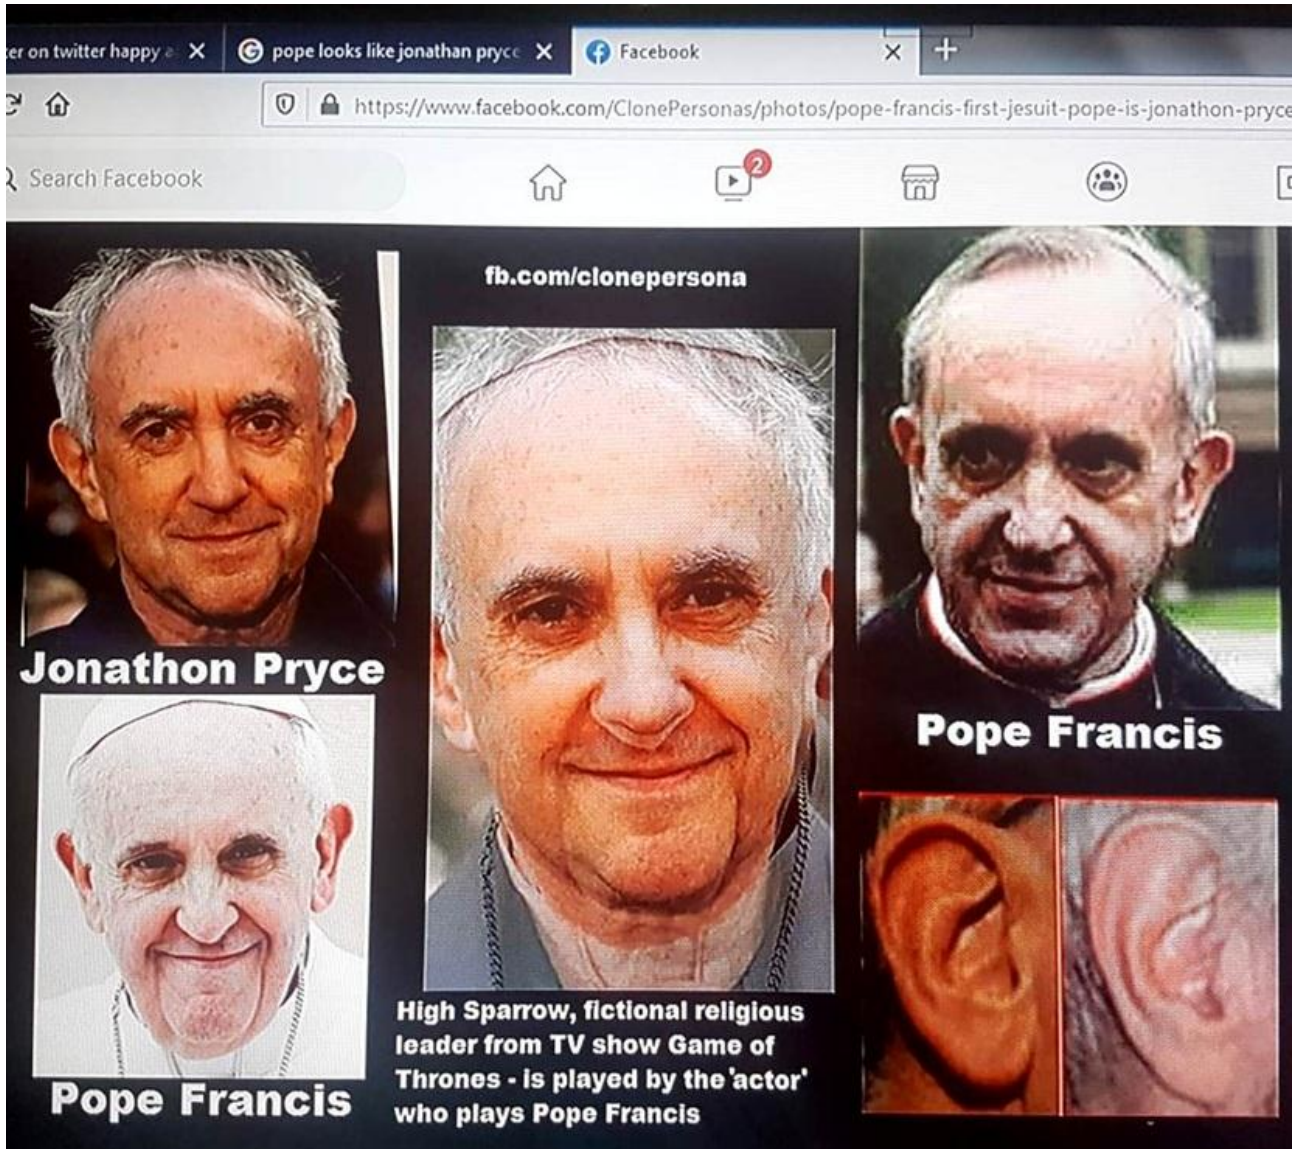 er on twitter happy
pope looks like jonathan pryce
Facebook
https://www.facebook.com/ClonePersonas/photos/pope-francis-first-jesuit-pope-is-jonathon-pryce
Search Facebook
2
fb.com/clonepersona
Jonathon Pryce
Pope Francis
Pope Francis
High Sparrow, fictional religious
leader from TV show Game of
Thrones - is played by the 'actor'
who plays Pope Francis